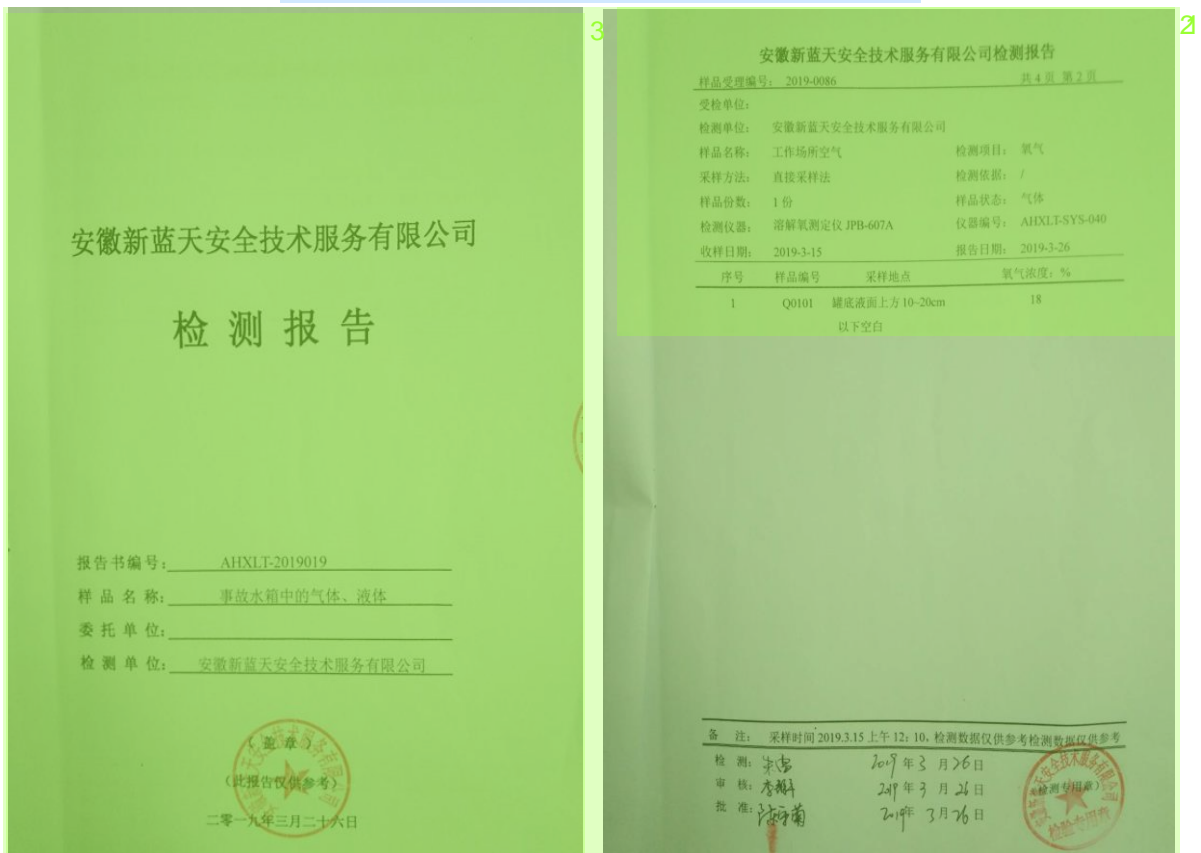 安徽新蓝天安全技术服务有限公司
检测报告
报告书编号：AHXLT-2019019
样品名称：事故水箱中的气体、液体
委托单位：
检测单位：安徽新蓝天安全技术服务有限公司
（盖章）
（此报告仅供参考）
二零一九年三月二十六日
3
安徽新蓝天安全技术服务有限公司检测报告
样品受理编号：2019-0086 共4页 第2页
受检单位：
检测单位：安徽新蓝天安全技术服务有限公司
样品名称：工作场所空气 检测项目：氧气
采样方法：直接采样法 检测依据：/
样品份数：1份 样品状态：气体
检测仪器：溶解氧测定仪 JPB-607A 仪器编号：AHXLT-SYS-040
收样日期：2019-3-15 报告日期：2019-3-26
序号 样品编号 采样地点 氧气浓度：%
1 Q0101 罐底液面上方10~20cm 18
以下空白
备注：采样时间2019.3.15上午12：10，检测数据仅供参考检测数据仅供参考
检测：2019年3月26日
审核：2019年3月26日
批准：2019年3月26日
（检测专用章）
检验专用章